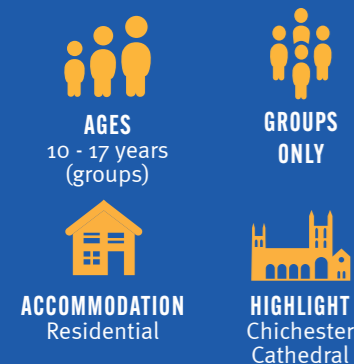 AGES
10 - 17 years
(groups)
GROUPS
ONLY
ACCOMMODATION
Residential
HIGHLIGHT
Chichester
Cathedral